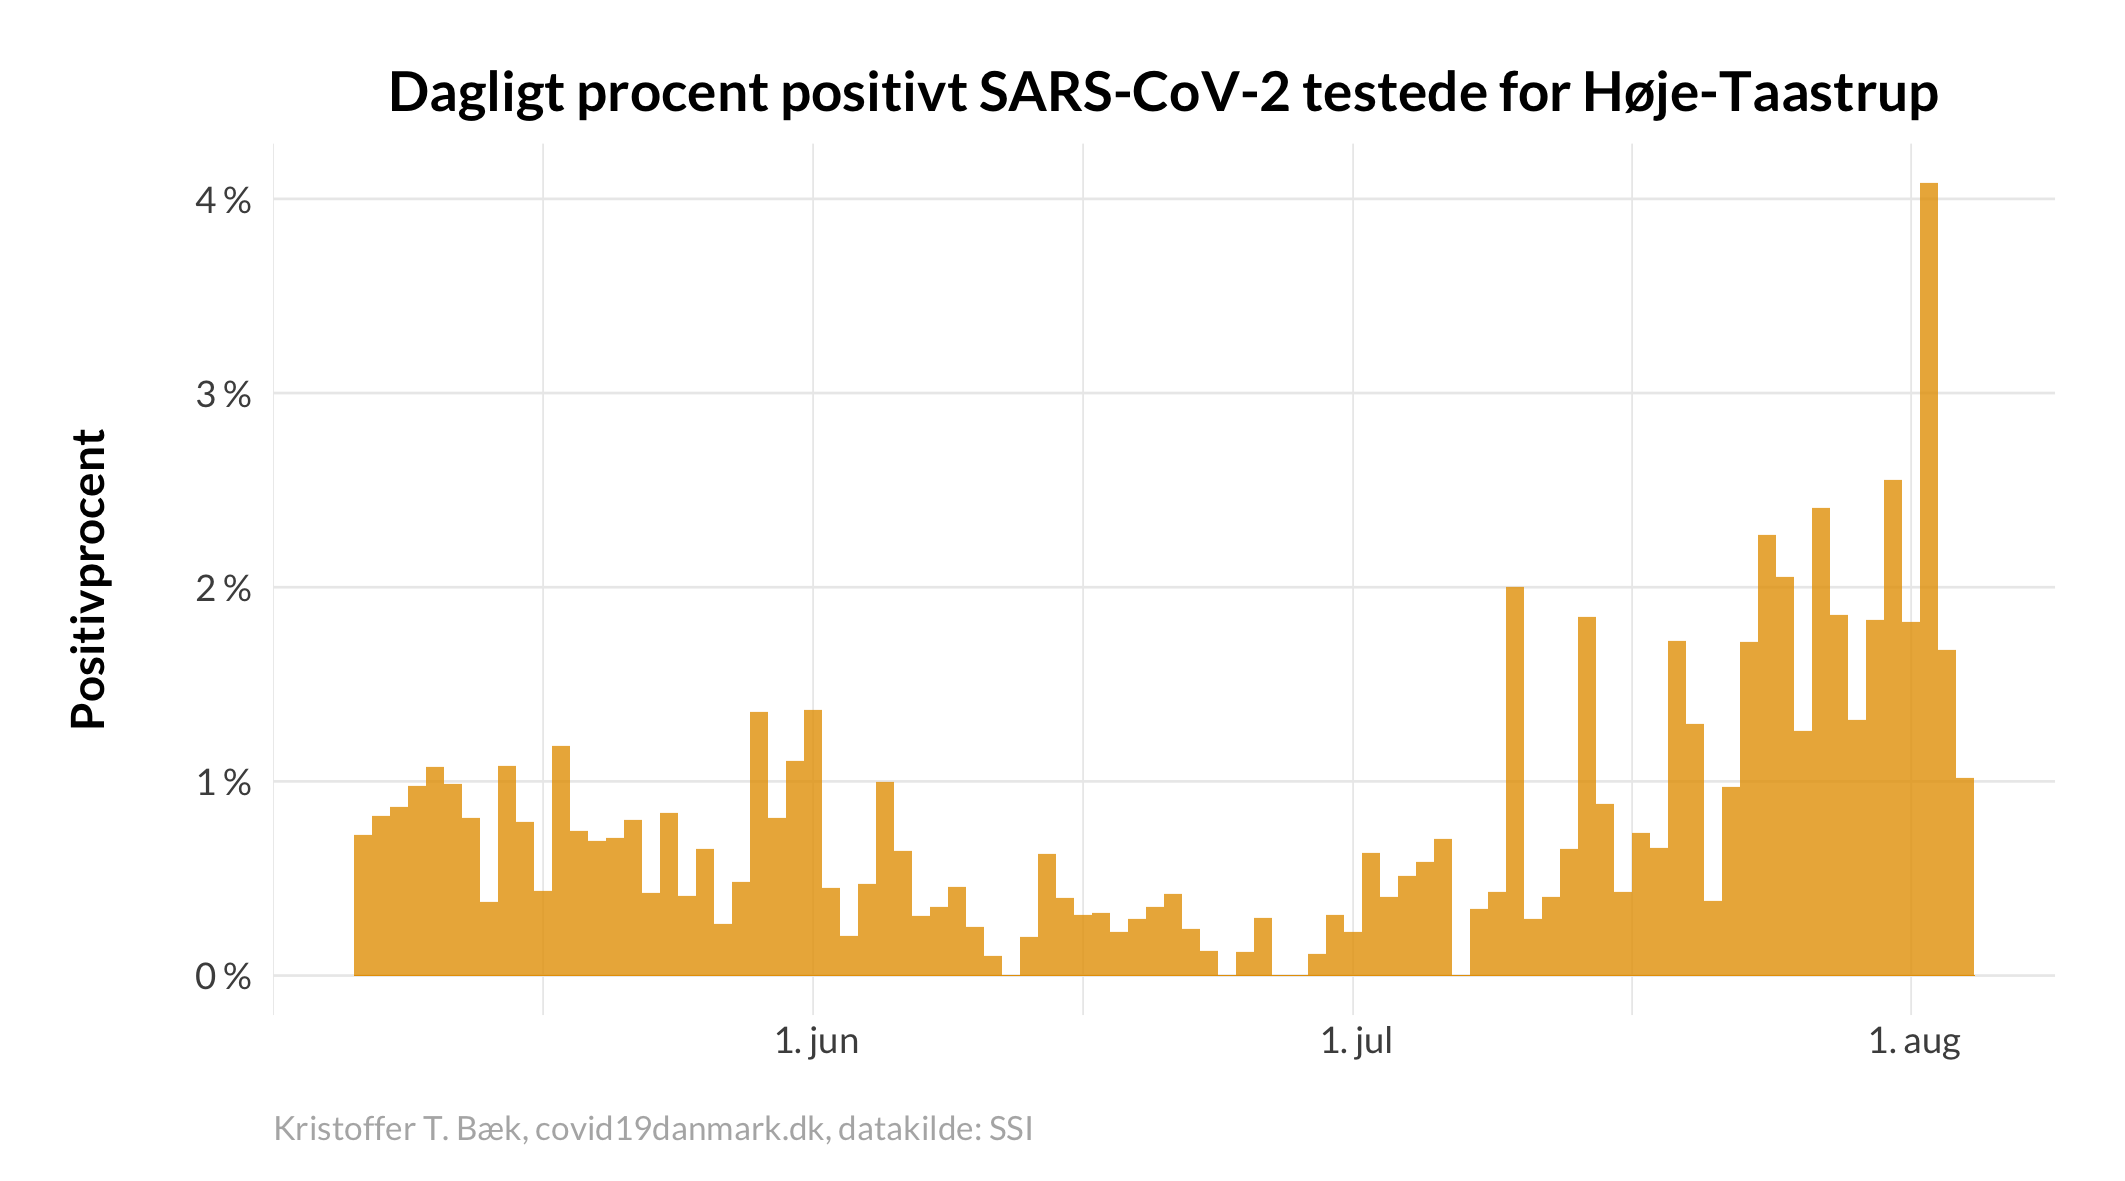 Dagligt procent positivt SARS-CoV-2 testede for Høje-Taastrup
Positivprocent
4 %
3 %
2 %
1 %
0 %
1. jun
1. jul
1. aug
Kristoffer T. Bæk, covid19danmark.dk, datakilde: SSI